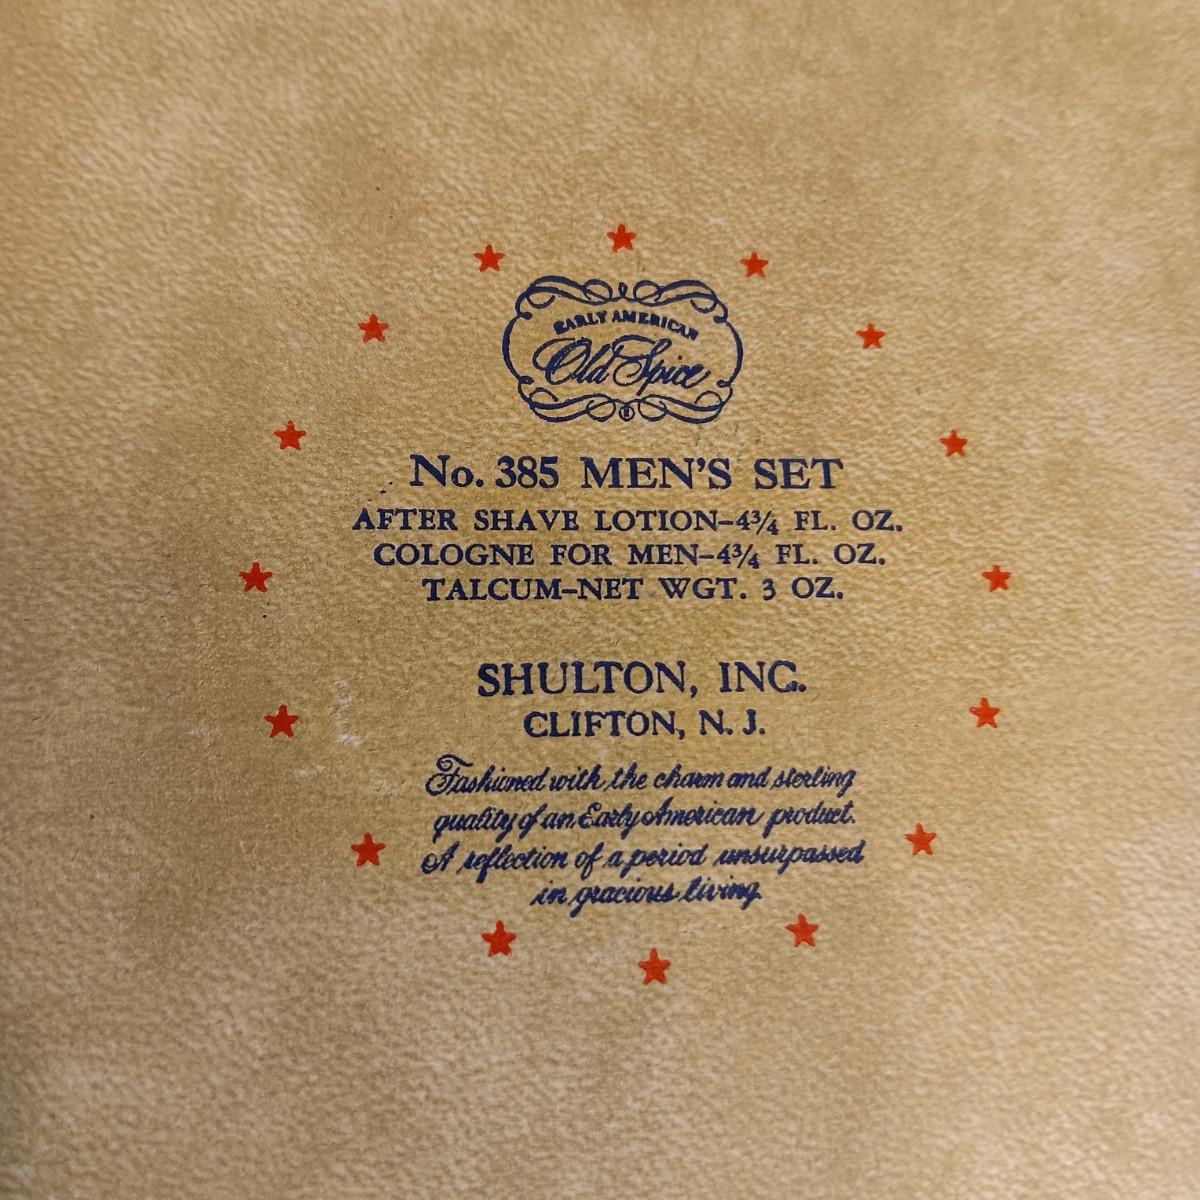 EARLY AMERICAN
Old Spice
®
No. 385 MEN'S SET
AFTER SHAVE LOTION–4¾ FL. OZ.
COLOGNE FOR MEN–4¾ FL. OZ.
TALCUM–NET WGT. 3 OZ.
SHULTON, INC.
CLIFTON, N. J.
Fashioned with the charm and sterling
quality of an Early American product.
A reflection of a period unsurpassed
in gracious living.